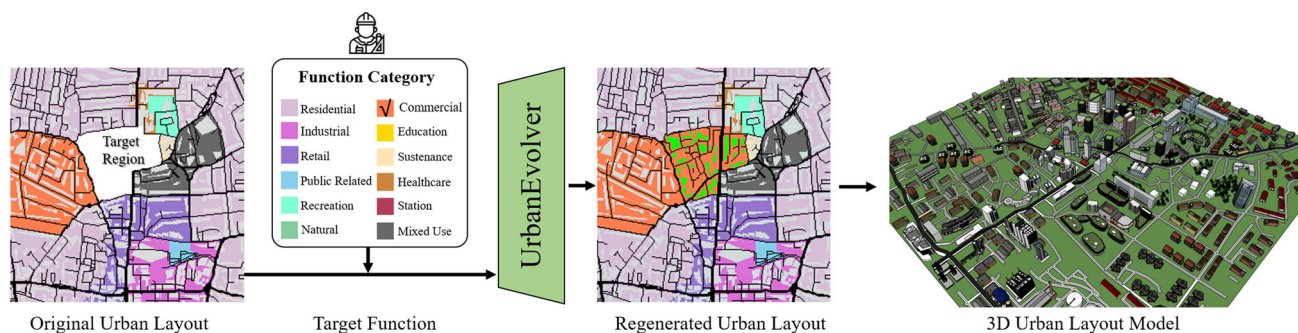 Target
Region
Function Category
Residential
Industrial
Retail
Public Related
Recreation
Natural
√ Commercial
Education
Sustenance
Healthcare
Station
Mixed Use
UrbanEvolver
Original Urban Layout
Target Function
Regenerated Urban Layout
3D Urban Layout Model